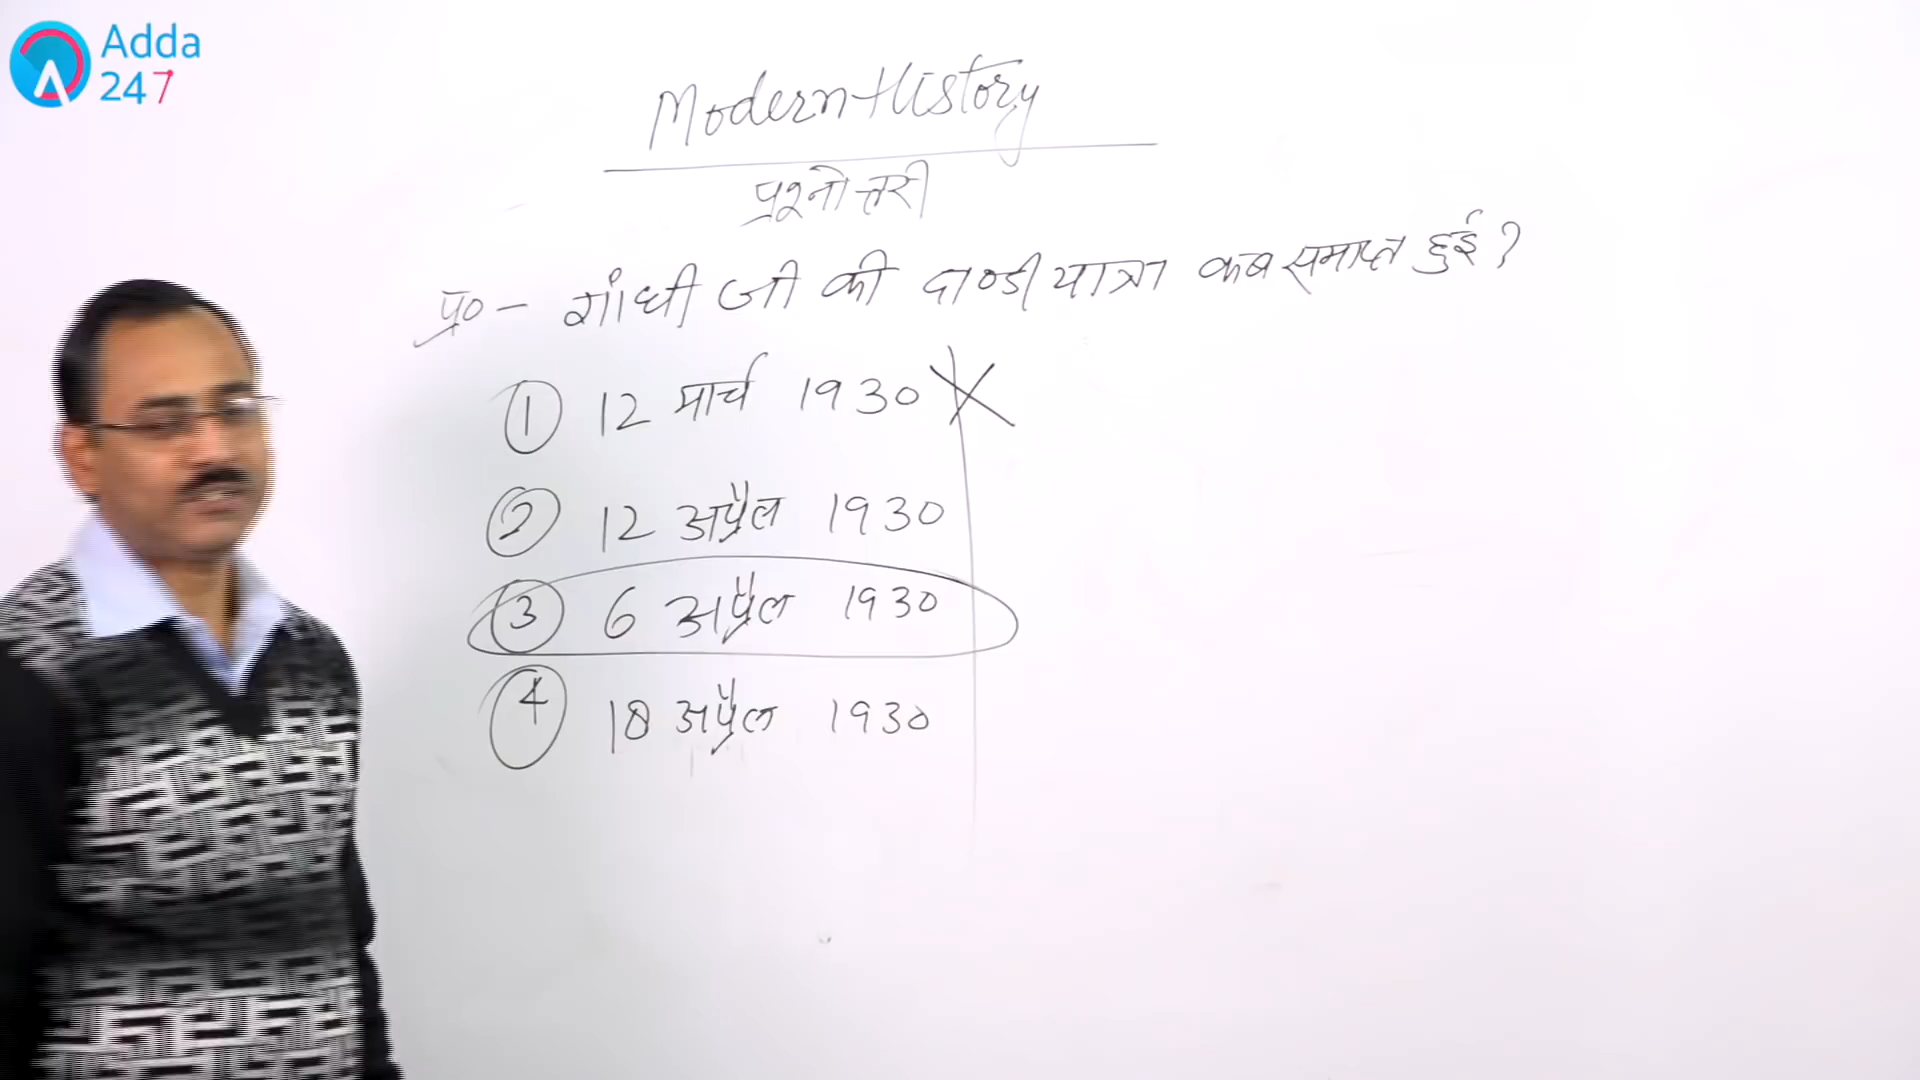 Adda
247
Modern History
प्रश्नोत्तरी
प्र० - गांधी जी की दाण्डी यात्रा कब समाप्त हुई ?
① 12 मार्च 1930
② 12 अप्रैल 1930
③ 6 अप्रैल 1930
④ 18 अप्रैल 1930